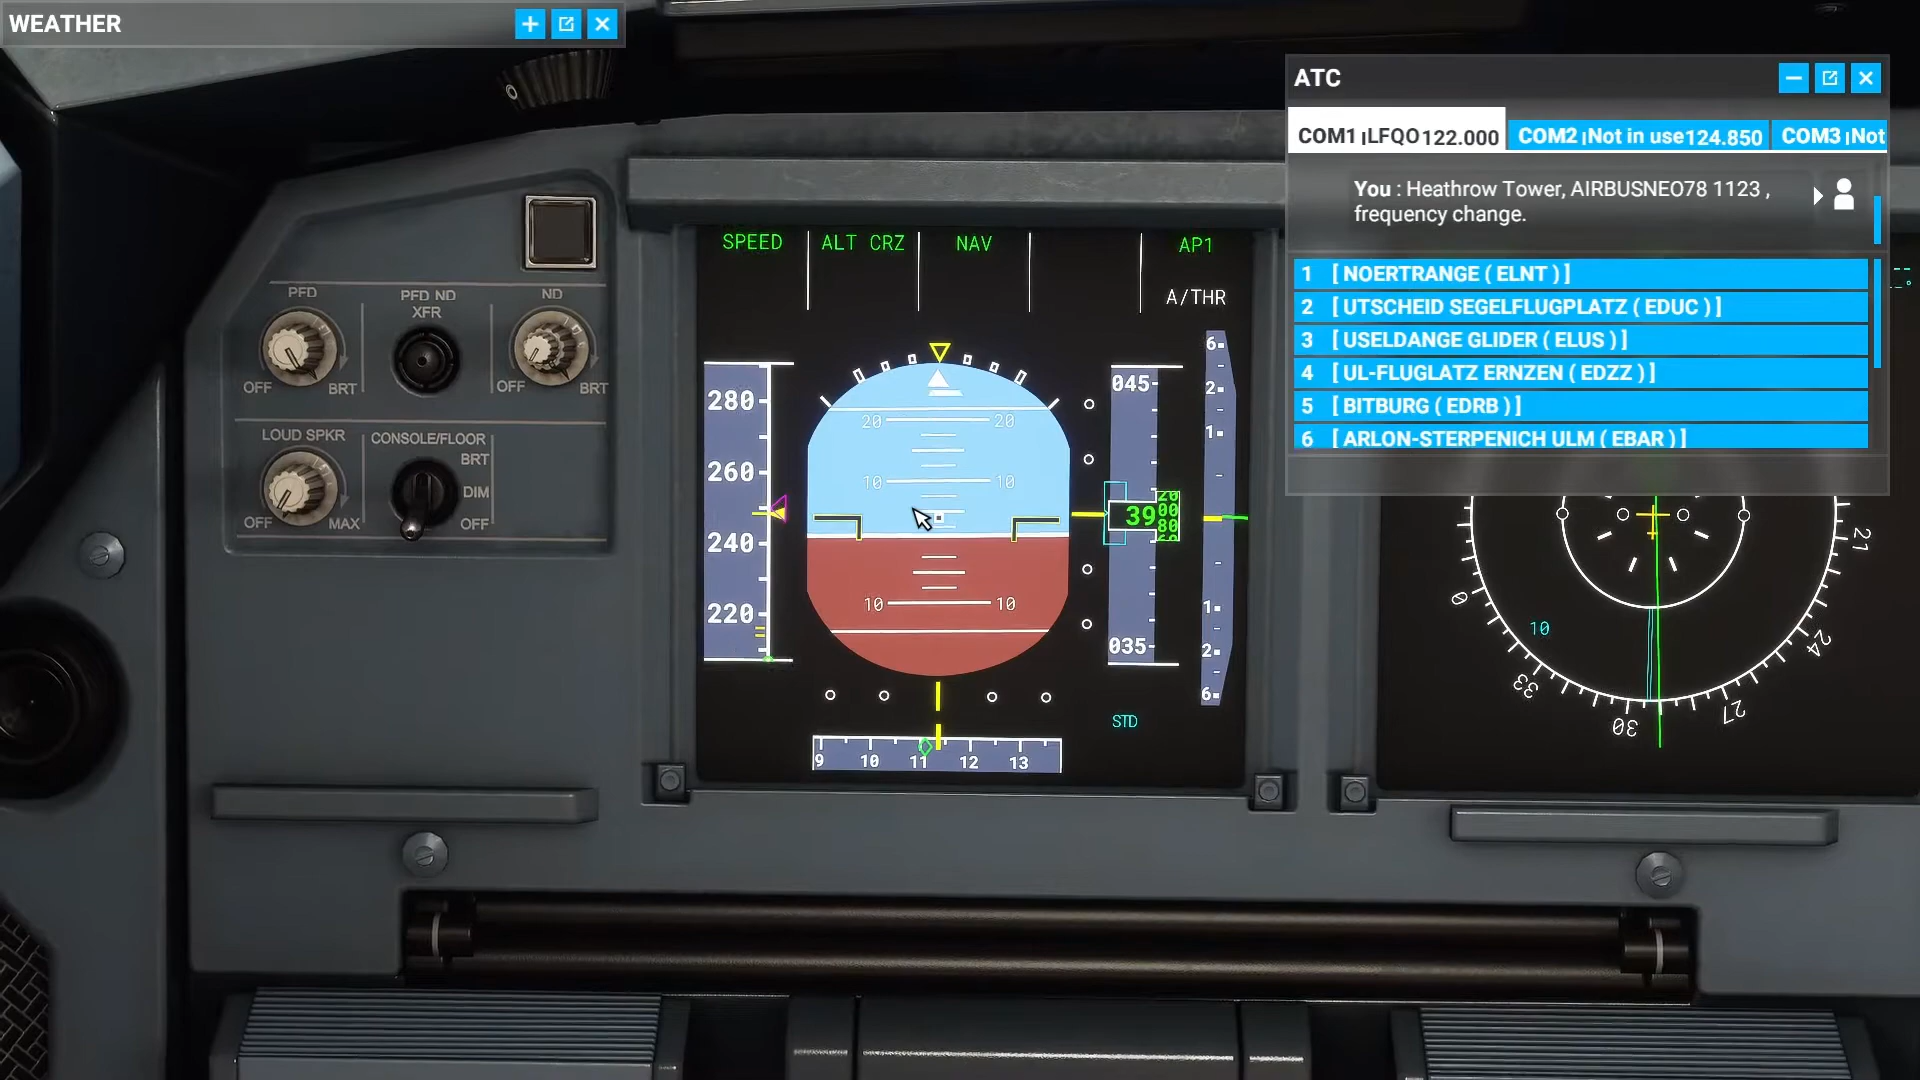 WEATHER
ATC
COM1 |LFQO 122.000
COM2 |Not in use 124.850
COM3 |Not
You : Heathrow Tower, AIRBUSNEO78 1123 ,
frequency change.
1 [ NOERTRANGE ( ELNT ) ]
2 [ UTSCHEID SEGELFLUGPLATZ ( EDUC ) ]
3 [ USELDANGE GLIDER ( ELUS ) ]
4 [ UL-FLUGLATZ ERNZEN ( EDZZ ) ]
5 [ BITBURG ( EDRB ) ]
6 [ ARLON-STERPENICH ULM ( EBAR ) ]
PFD
PFD ND
XFR
ND
OFF BRT
OFF BRT
LOUD SPKR
CONSOLE/FLOOR
BRT
DIM
OFF
OFF MAX
SPEED ALT CRZ NAV AP1
A/THR
280
260
240
220
20 20
10 10
10 10
045
39
20
00
80
035
6
2
1
1
2
6
STD
9 10 11 12 13
10
0
33
30
27
24
21